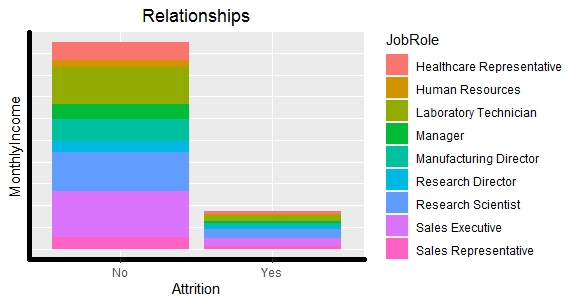 Relationships
MonthlyIncome
No
Yes
Attrition
JobRole
Healthcare Representative
Human Resources
Laboratory Technician
Manager
Manufacturing Director
Research Director
Research Scientist
Sales Executive
Sales Representative